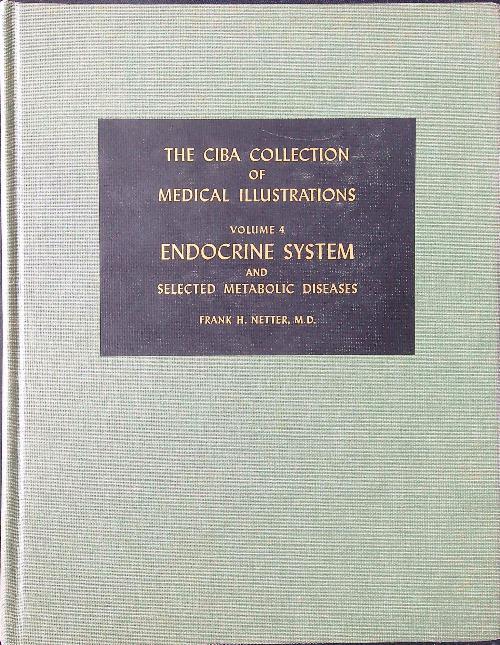 THE CIBA COLLECTION
OF
MEDICAL ILLUSTRATIONS
VOLUME 4
ENDOCRINE SYSTEM
AND
SELECTED METABOLIC DISEASES
FRANK H. NETTER, M.D.